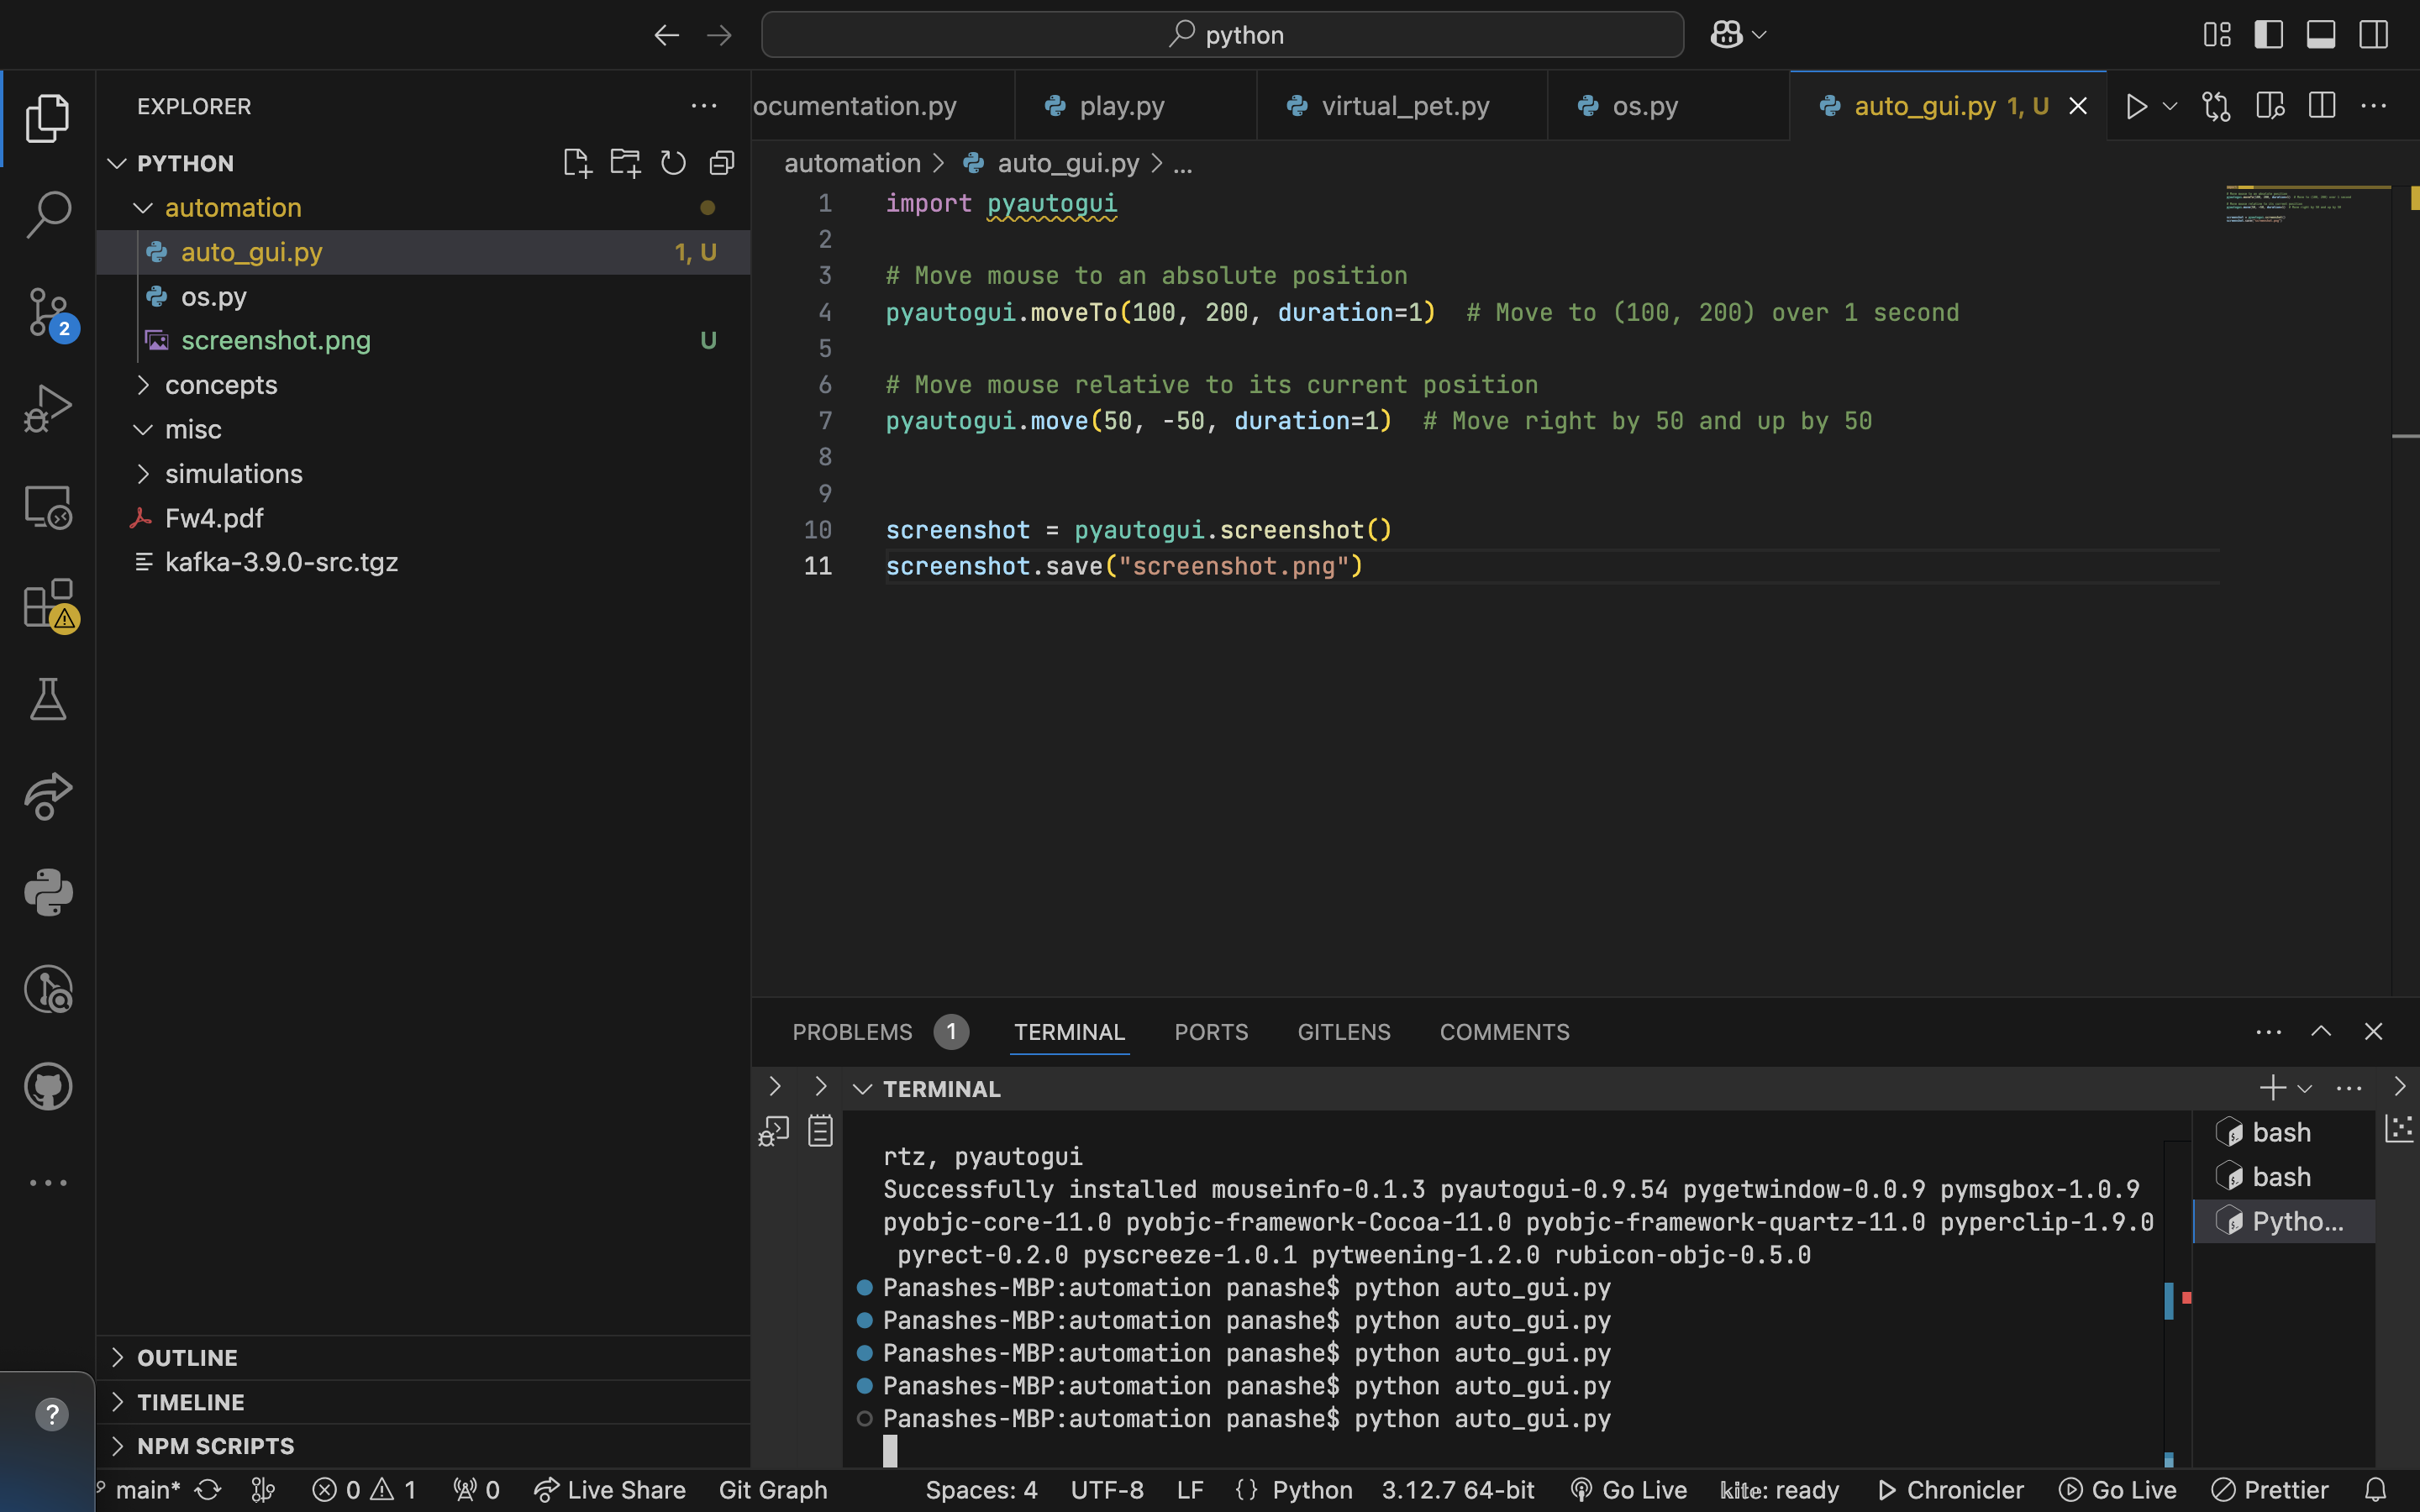 python
EXPLORER
PYTHON
automation
auto_gui.py 1, U
os.py
screenshot.png U
concepts
misc
simulations
Fw4.pdf
kafka-3.9.0-src.tgz
OUTLINE
TIMELINE
NPM SCRIPTS
2
?
ocumentation.py play.py virtual_pet.py os.py auto_gui.py 1, U
automation > auto_gui.py > ...
1 import pyautogui
2
3 # Move mouse to an absolute position
4 pyautogui.moveTo(100, 200, duration=1)  # Move to (100, 200) over 1 second
5
6 # Move mouse relative to its current position
7 pyautogui.move(50, -50, duration=1)  # Move right by 50 and up by 50
8
9
10 screenshot = pyautogui.screenshot()
11 screenshot.save("screenshot.png")
PROBLEMS 1 TERMINAL PORTS GITLENS COMMENTS
TERMINAL
rtz, pyautogui
Successfully installed mouseinfo-0.1.3 pyautogui-0.9.54 pygetwindow-0.0.9 pymsgbox-1.0.9
pyobjc-core-11.0 pyobjc-framework-Cocoa-11.0 pyobjc-framework-quartz-11.0 pyperclip-1.9.0
pyrect-0.2.0 pyscreeze-1.0.1 pytweening-1.2.0 rubicon-objc-0.5.0
Panashes-MBP:automation panashe$ python auto_gui.py
Panashes-MBP:automation panashe$ python auto_gui.py
Panashes-MBP:automation panashe$ python auto_gui.py
Panashes-MBP:automation panashe$ python auto_gui.py
Panashes-MBP:automation panashe$ python auto_gui.py
bash
bash
Pytho...
main* 0 1 0 Live Share Git Graph Spaces: 4 UTF-8 LF {} Python 3.12.7 64-bit Go Live kite: ready Chronicler Go Live Prettier